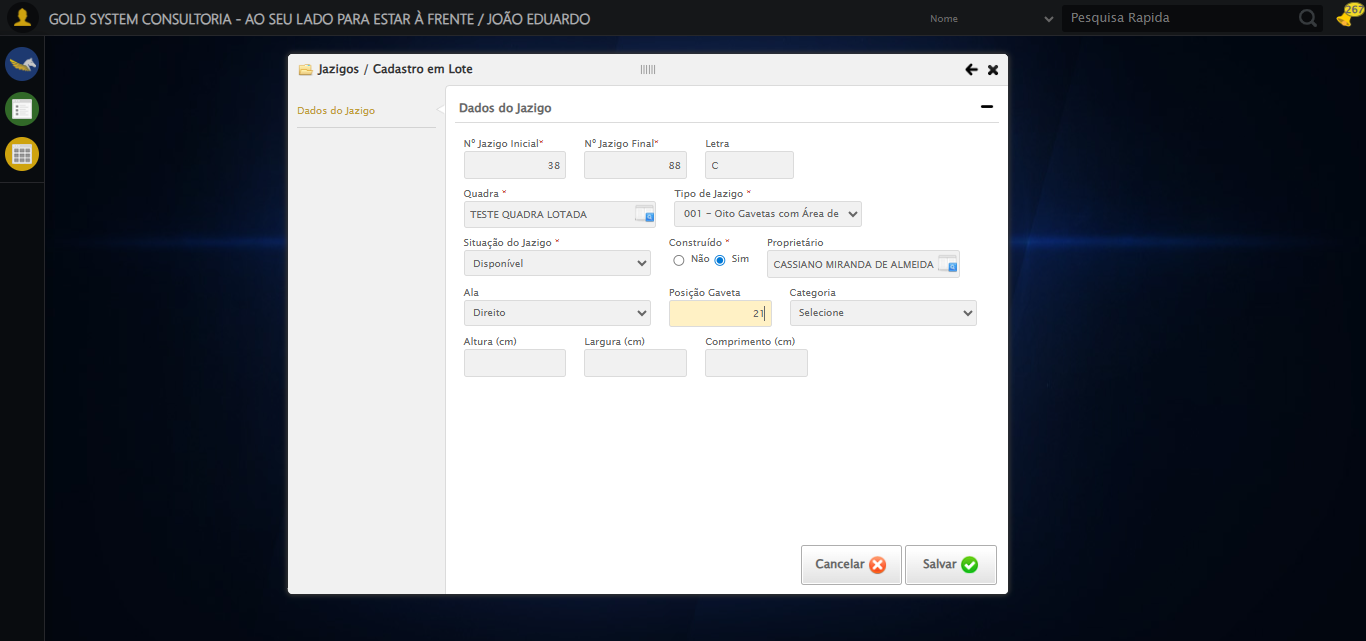 GOLD SYSTEM CONSULTORIA - AO SEU LADO PARA ESTAR À FRENTE / JOÃO EDUARDO
Nome
Pesquisa Rapida
267
Jazigos / Cadastro em Lote
Dados do Jazigo
Dados do Jazigo
Nº Jazigo Inicial* Nº Jazigo Final* Letra
38 88 C
Quadra * Tipo de Jazigo *
TESTE QUADRA LOTADA 001 - Oito Gavetas com Área de
Situação do Jazigo * Construído * Proprietário
Disponível Não Sim CASSIANO MIRANDA DE ALMEIDA
Ala Posição Gaveta Categoria
Direito 21 Selecione
Altura (cm) Largura (cm) Comprimento (cm)
Cancelar Salvar